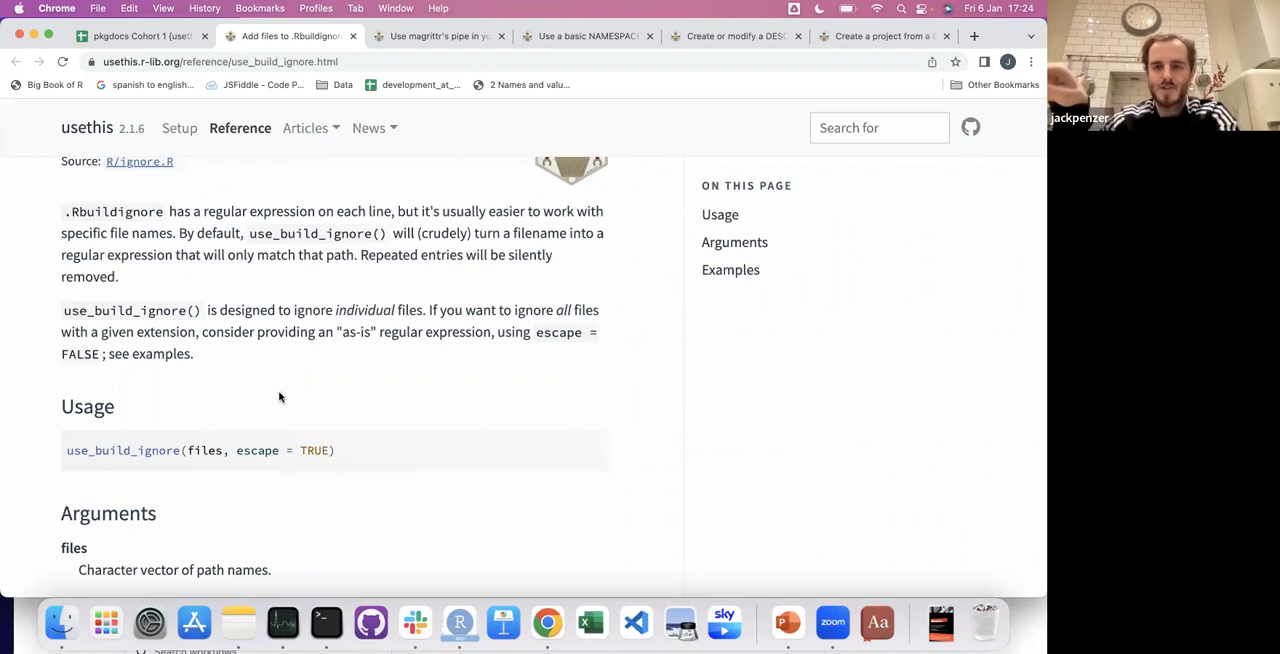 Chrome File Edit View History Bookmarks Profiles Tab Window Help Fri 6 Jan 17:24
pkgdocs Cohort 1 {uset Add files to .Rbuildignor Use magrittr's pipe in yo Use a basic NAMESPAC Create or modify a DESC Create a project from a G
usethis.r-lib.org/reference/use_build_ignore.html
Big Book of R spanish to english... JSFiddle - Code P... Data development_at_... 2 Names and valu... Other Bookmarks
usethis 2.1.6 Setup Reference Articles News Search for
jackpenzer
Source: R/ignore.R
ON THIS PAGE
Usage
Arguments
Examples
.Rbuildignore has a regular expression on each line, but it's usually easier to work with
specific file names. By default, use_build_ignore() will (crudely) turn a filename into a
regular expression that will only match that path. Repeated entries will be silently
removed.
use_build_ignore() is designed to ignore individual files. If you want to ignore all files
with a given extension, consider providing an "as-is" regular expression, using escape =
FALSE; see examples.
Usage
use_build_ignore(files, escape = TRUE)
Arguments
files
Character vector of path names.
sky
zoom
Aa
Search workflows